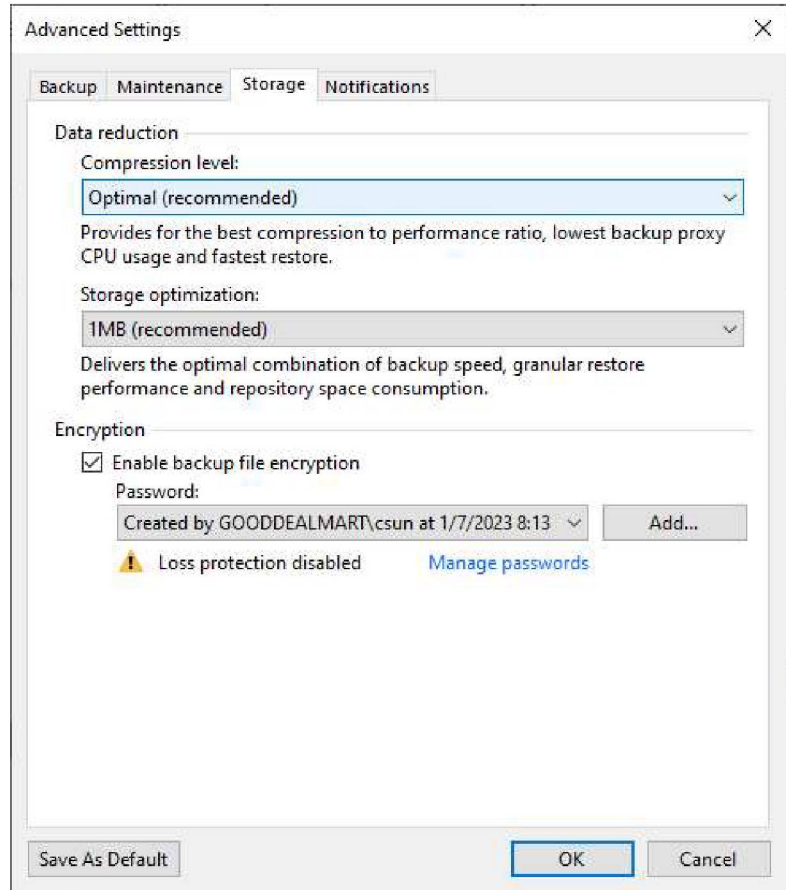 Advanced Settings
Backup Maintenance Storage Notifications
Data reduction
Compression level:
Optimal (recommended)
Provides for the best compression to performance ratio, lowest backup proxy
CPU usage and fastest restore.
Storage optimization:
1MB (recommended)
Delivers the optimal combination of backup speed, granular restore
performance and repository space consumption.
Encryption
Enable backup file encryption
Password:
Created by GOODDEALMART\csun at 1/7/2023 8:13 Add...
Loss protection disabled Manage passwords
Save As Default OK Cancel